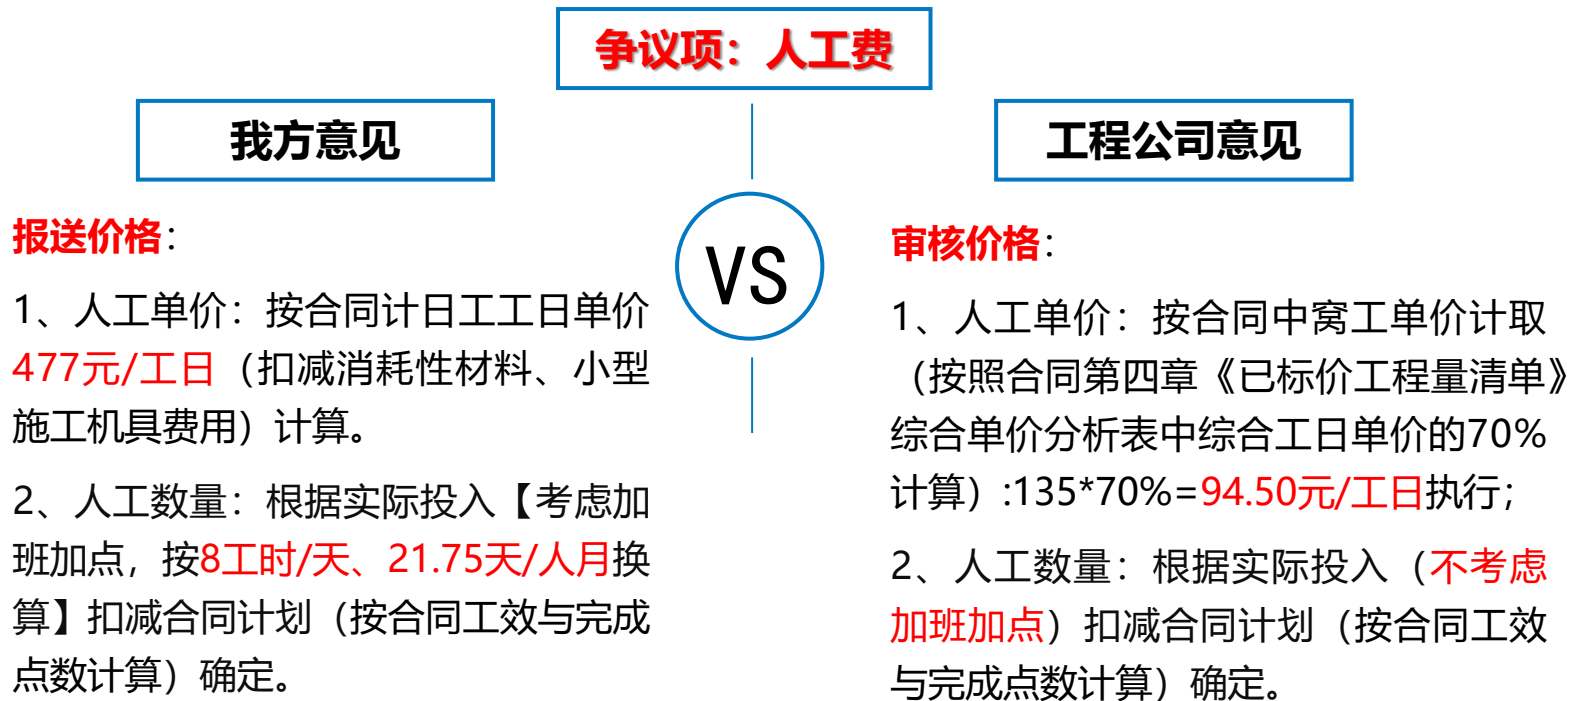 争议项：人工费
我方意见
报送价格：
1、人工单价：按合同计日工工日单价
477元/工日（扣减消耗性材料、小型
施工机具费用）计算。
2、人工数量：根据实际投入【考虑加
班加点，按8工时/天、21.75天/人月换
算】扣减合同计划（按合同工效与完成
点数计算）确定。
VS
工程公司意见
审核价格：
1、人工单价：按合同中窝工单价计取
（按照合同第四章《已标价工程量清单》
综合单价分析表中综合工日单价的70%
计算）:135*70%=94.50元/工日执行；
2、人工数量：根据实际投入（不考虑
加班加点）扣减合同计划（按合同工效
与完成点数计算）确定。